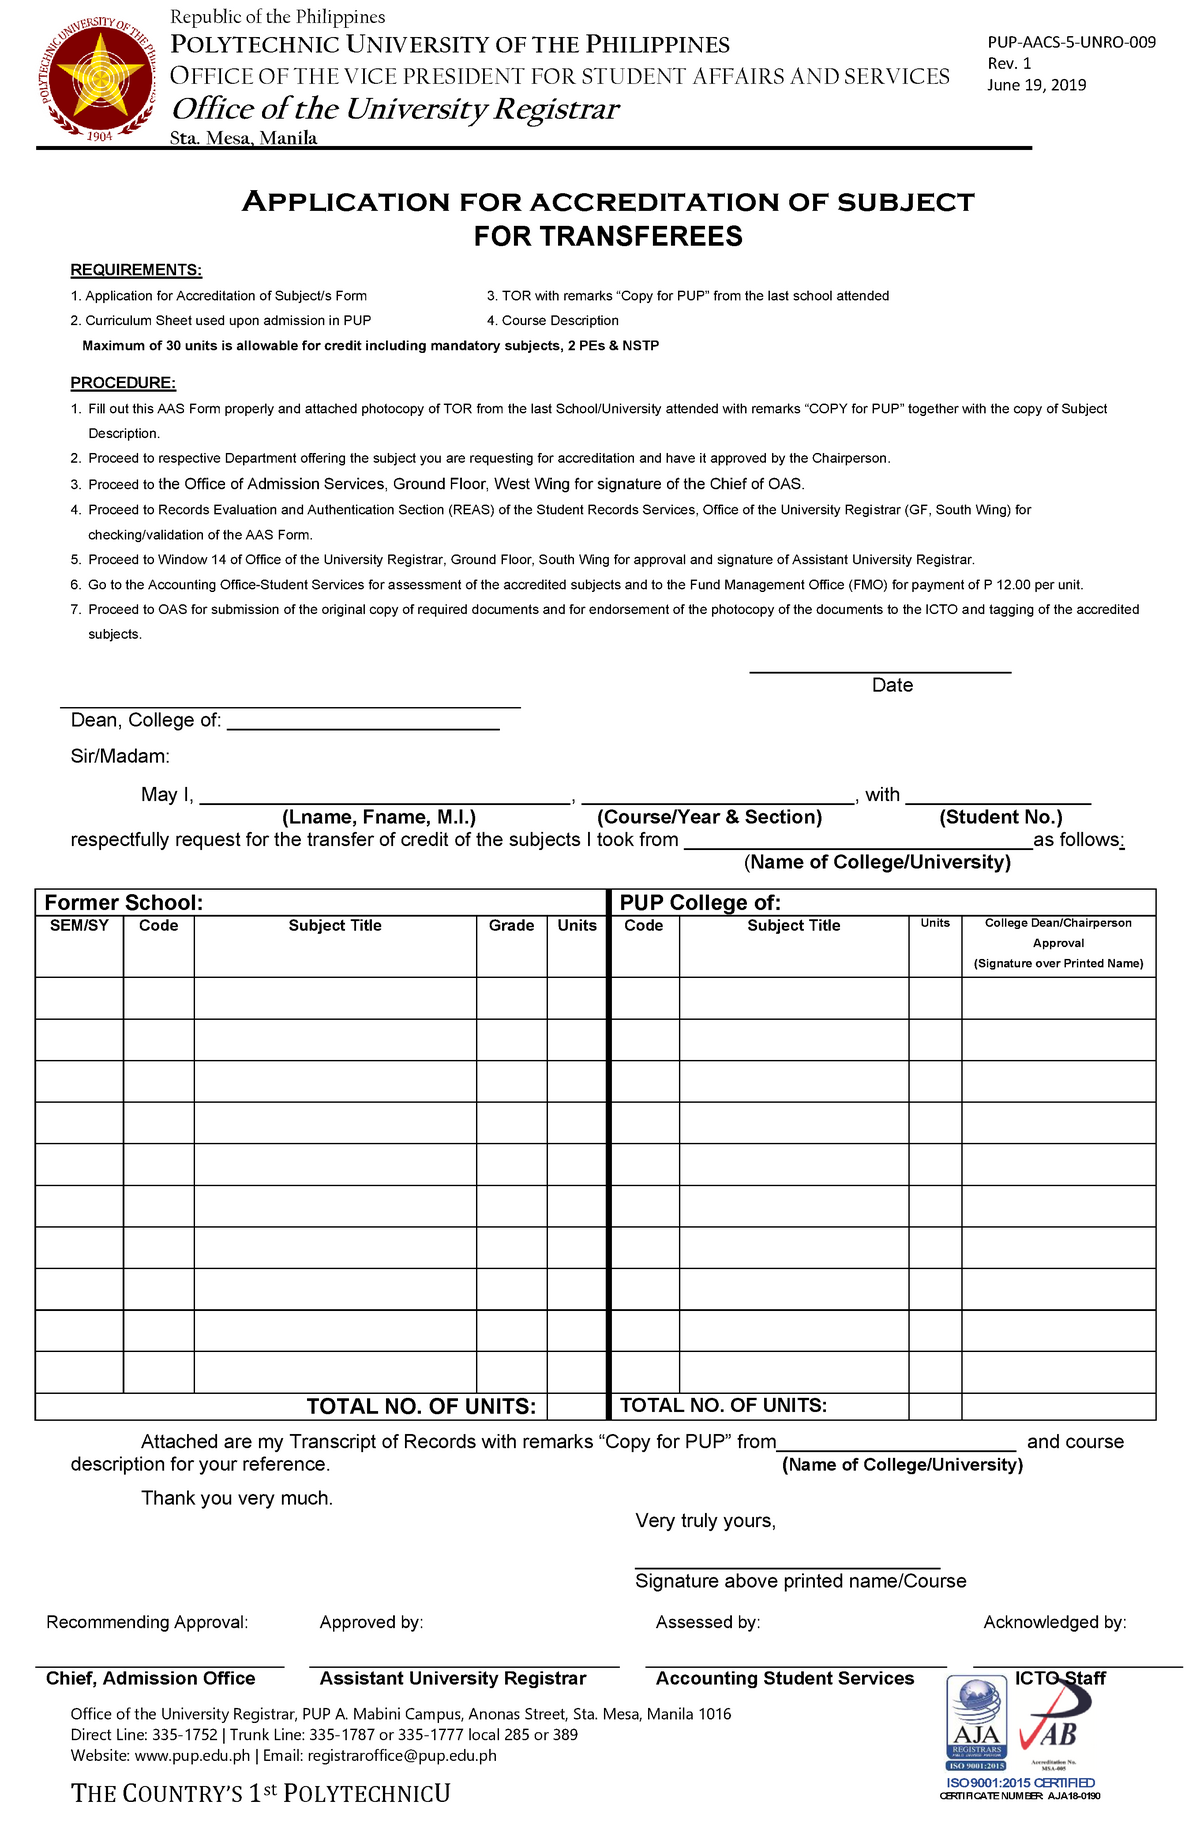 Republic of the Philippines
POLYTECHNIC UNIVERSITY OF THE PHILIPPINES
OFFICE OF THE VICE PRESIDENT FOR STUDENT AFFAIRS AND SERVICES
Office of the University Registrar
Sta. Mesa, Manila
PUP-AACS-5-UNRO-009
Rev. 1
June 19, 2019
POLYTECHNIC UNIVERSITY OF THE
1904
APPLICATION FOR ACCREDITATION OF SUBJECT
FOR TRANSFEREES
REQUIREMENTS:
1. Application for Accreditation of Subject/s Form
3. TOR with remarks “Copy for PUP” from the last school attended
2. Curriculum Sheet used upon admission in PUP
4. Course Description
Maximum of 30 units is allowable for credit including mandatory subjects, 2 PEs & NSTP
PROCEDURE:
1. Fill out this AAS Form properly and attached photocopy of TOR from the last School/University attended with remarks “COPY for PUP” together with the copy of Subject
Description.
2. Proceed to respective Department offering the subject you are requesting for accreditation and have it approved by the Chairperson.
3. Proceed to the Office of Admission Services, Ground Floor, West Wing for signature of the Chief of OAS.
4. Proceed to Records Evaluation and Authentication Section (REAS) of the Student Records Services, Office of the University Registrar (GF, South Wing) for
checking/validation of the AAS Form.
5. Proceed to Window 14 of Office of the University Registrar, Ground Floor, South Wing for approval and signature of Assistant University Registrar.
6. Go to the Accounting Office-Student Services for assessment of the accredited subjects and to the Fund Management Office (FMO) for payment of P 12.00 per unit.
7. Proceed to OAS for submission of the original copy of required documents and for endorsement of the photocopy of the documents to the ICTO and tagging of the accredited
subjects.
Date
Dean, College of:
Sir/Madam:
May I, , , with
(Lname, Fname, M.I.) (Course/Year & Section) (Student No.)
respectfully request for the transfer of credit of the subjects I took from as follows:
(Name of College/University)
Former School: PUP College of:
SEM/SY Code Subject Title Grade Units Code Subject Title Units College Dean/Chairperson
Approval
(Signature over Printed Name)
TOTAL NO. OF UNITS: TOTAL NO. OF UNITS:
Attached are my Transcript of Records with remarks “Copy for PUP” from and course
description for your reference. (Name of College/University)
Thank you very much.
Very truly yours,
Signature above printed name/Course
Recommending Approval: Approved by: Assessed by: Acknowledged by:
Chief, Admission Office Assistant University Registrar Accounting Student Services ICTO Staff
Office of the University Registrar, PUP A. Mabini Campus, Anonas Street, Sta. Mesa, Manila 1016
Direct Line: 335-1752 | Trunk Line: 335-1787 or 335-1777 local 285 or 389
Website: www.pup.edu.ph | Email: registraroffice@pup.edu.ph
THE COUNTRY’S 1st POLYTECHNICU
AJA
REGISTRARS
ISO 9001:2015
PAB
Accreditation No.
MSA-005
ISO 9001:2015 CERTIFIED
CERTIFICATE NUMBER: AJA18-0190